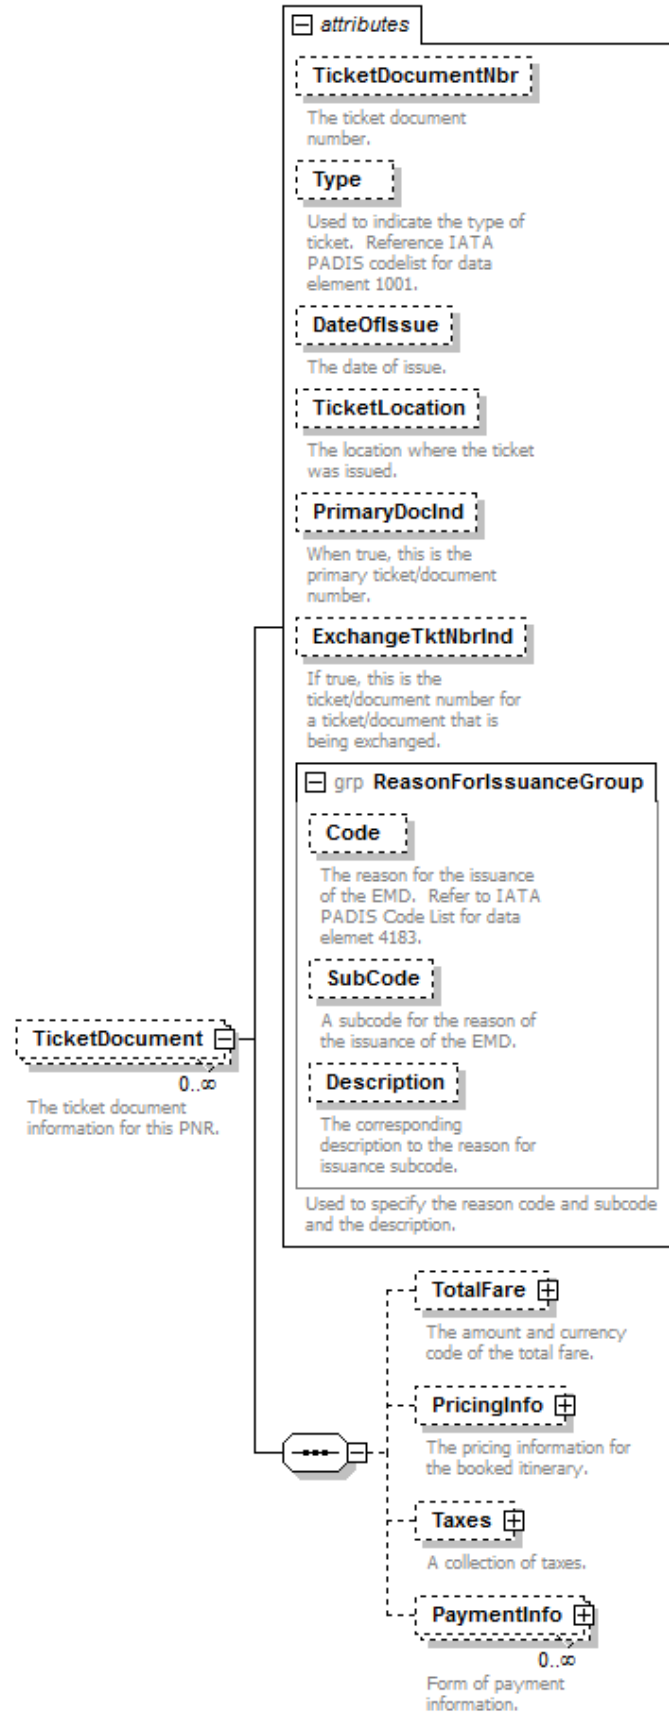 attributes
TicketDocumentNbr
The ticket document
number.
Type
Used to indicate the type of
ticket.  Reference IATA
PADIS codelist for data
element 1001.
DateOfIssue
The date of issue.
TicketLocation
The location where the ticket
was issued.
PrimaryDocInd
When true, this is the
primary ticket/document
number.
ExchangeTktNbrInd
If true, this is the
ticket/document number for
a ticket/document that is
being exchanged.
grp ReasonForIssuanceGroup
Code
The reason for the issuance
of the EMD.  Refer to IATA
PADIS Code List for data
elemet 4183.
SubCode
A subcode for the reason of
the issuance of the EMD.
Description
The corresponding
description to the reason for
issuance subcode.
Used to specify the reason code and subcode
and the description.
TicketDocument
0..∞
The ticket document
information for this PNR.
TotalFare
The amount and currency
code of the total fare.
PricingInfo
The pricing information for
the booked itinerary.
Taxes
A collection of taxes.
PaymentInfo
0..∞
Form of payment
information.